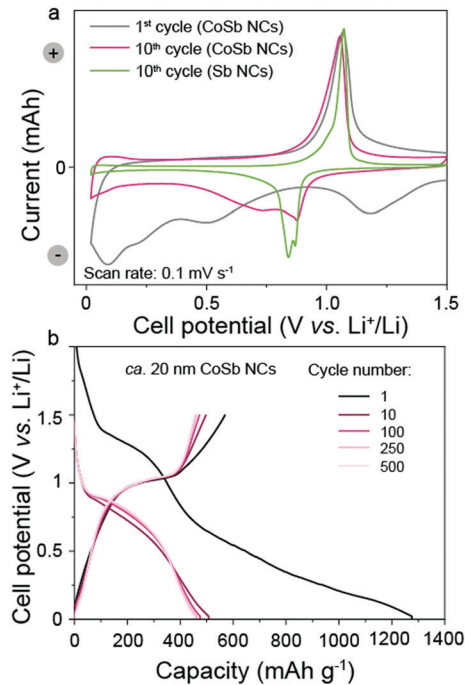 a
1st cycle (CoSb NCs)
10th cycle (CoSb NCs)
10th cycle (Sb NCs)
+
0
-
Current (mAh)
Scan rate: 0.1 mV s⁻¹
0 0.5 1.0 1.5
Cell potential (V vs. Li⁺/Li)
b
2
ca. 20 nm CoSb NCs
Cycle number:
1
10
100
250
500
1.5
1
0.5
0
Cell potential (V vs. Li⁺/Li)
0 200 400 600 800 1000 1200 1400
Capacity (mAh g⁻¹)